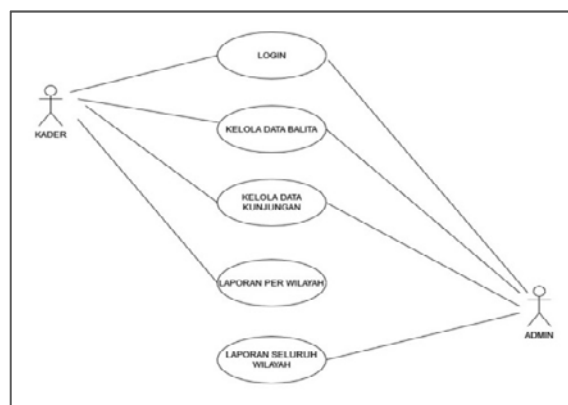 LOGIN
KADER
KELOLA DATA BALITA
KELOLA DATA
KUNJUNGAN
LAPORAN PER WILAYAH
ADMIN
LAPORAN SELURUH
WILAYAH